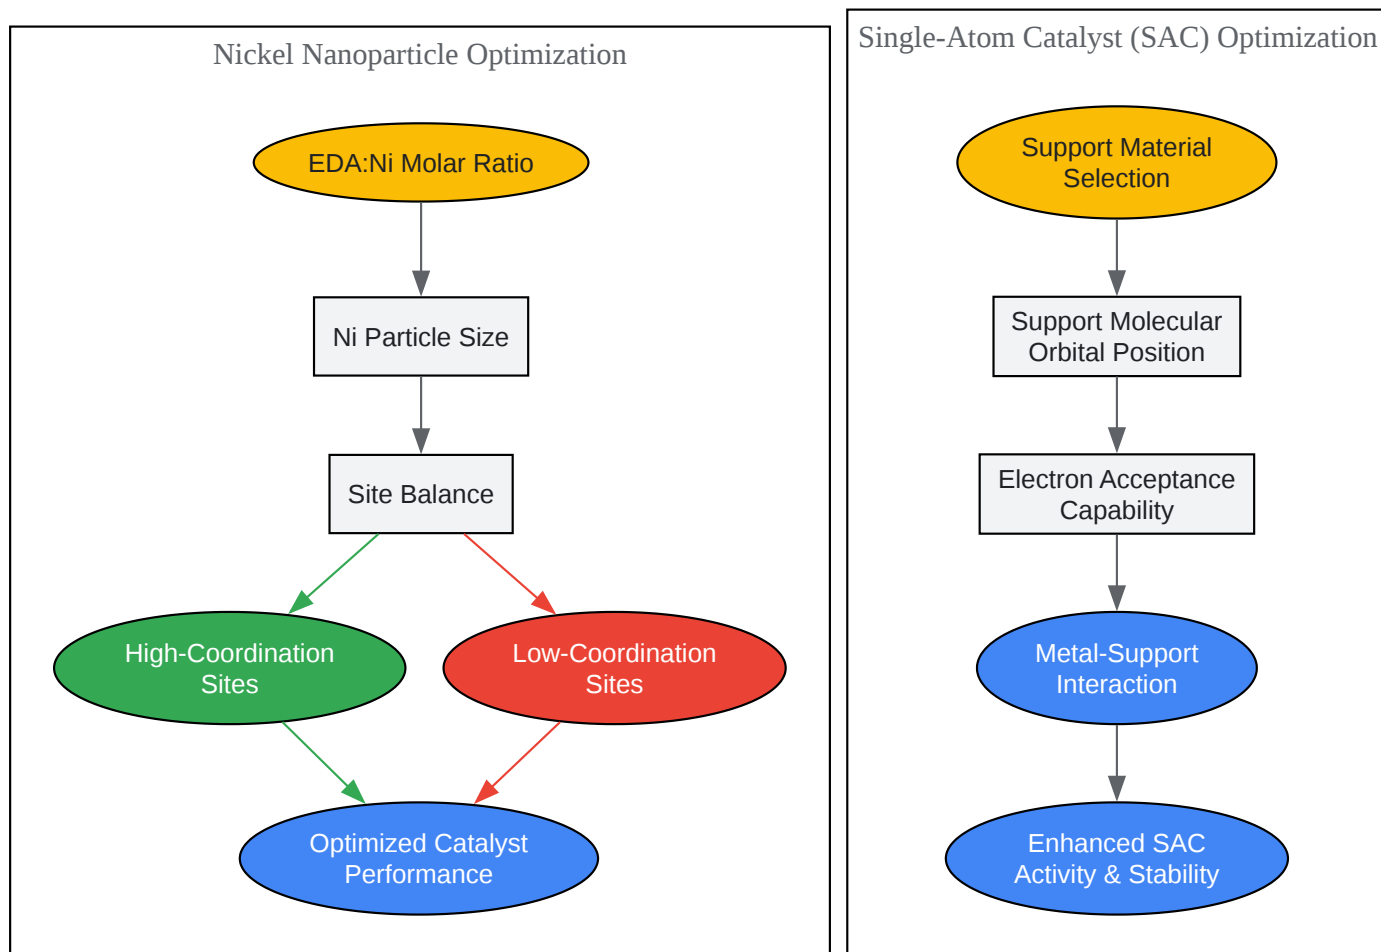 Nickel Nanoparticle Optimization
EDA:Ni Molar Ratio
Ni Particle Size
Site Balance
High-Coordination
Sites
Low-Coordination
Sites
Optimized Catalyst
Performance
Single-Atom Catalyst (SAC) Optimization
Support Material
Selection
Support Molecular
Orbital Position
Electron Acceptance
Capability
Metal-Support
Interaction
Enhanced SAC
Activity & Stability